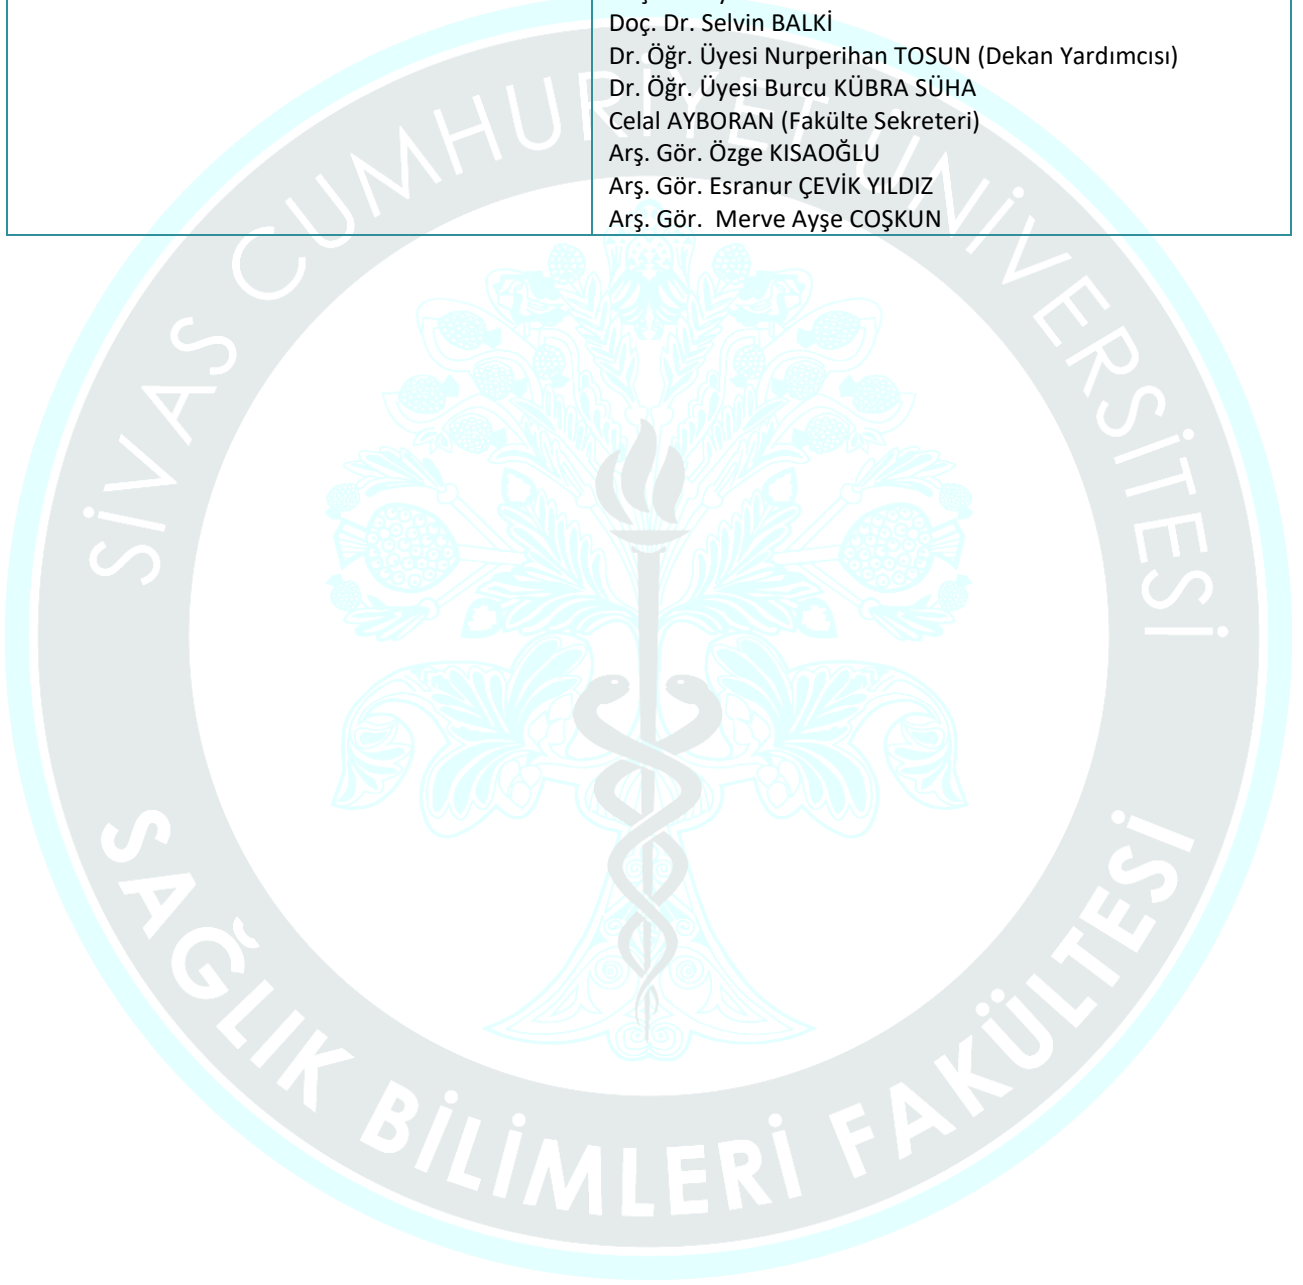 Doç. Dr. Selvin BALKİ
Dr. Öğr. Üyesi Nurperihan TOSUN (Dekan Yardımcısı)
Dr. Öğr. Üyesi Burcu KÜBRA SÜHA
Celal AYBORAN (Fakülte Sekreteri)
Arş. Gör. Özge KISAOĞLU
Arş. Gör. Esranur ÇEVİK YILDIZ
Arş. Gör.  Merve Ayşe COŞKUN
SİVAS CUMHURİYET ÜNİVERSİTESİ
SAĞLIK BİLİMLERİ FAKÜLTESİ